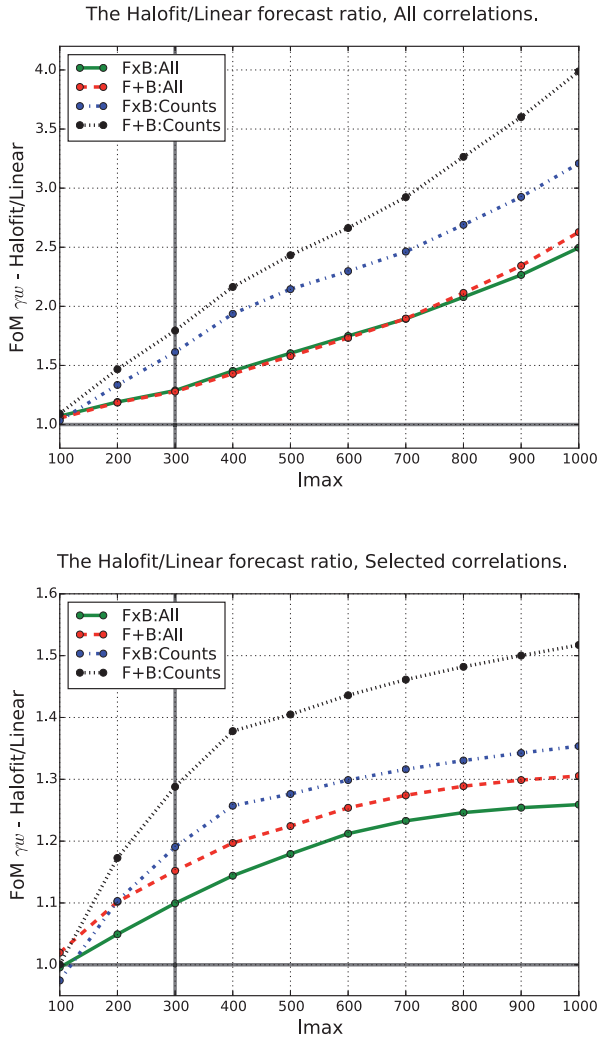 The Halofit/Linear forecast ratio, All correlations.
FxB:All
F+B:All
FxB:Counts
F+B:Counts
FoM γw - Halofit/Linear
4.0
3.5
3.0
2.5
2.0
1.5
1.0
100 200 300 400 500 600 700 800 900 1000
lmax
The Halofit/Linear forecast ratio, Selected correlations.
FxB:All
F+B:All
FxB:Counts
F+B:Counts
FoM γw - Halofit/Linear
1.6
1.5
1.4
1.3
1.2
1.1
1.0
100 200 300 400 500 600 700 800 900 1000
lmax